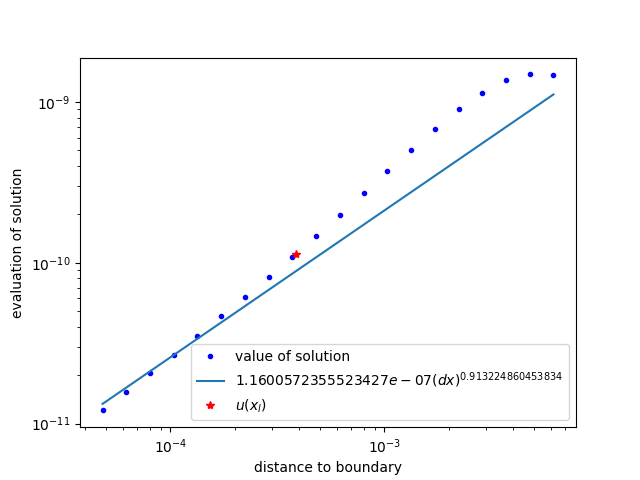 10^{-9}
10^{-10}
10^{-11}
evaluation of solution
value of solution
1.1600572355523427e − 07(dx)^{0.913224860453834}
u(x_l)
10^{-4}
10^{-3}
distance to boundary